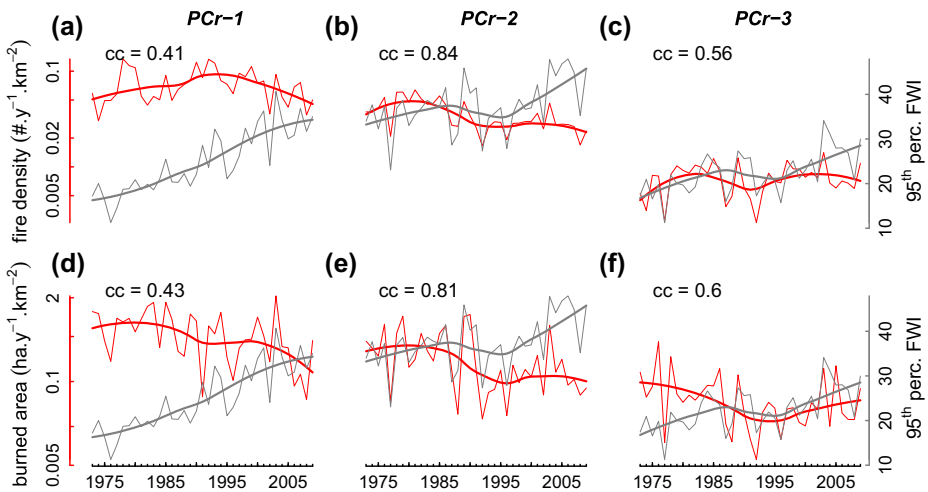 PCr−1 PCr−2 PCr−3
(a) (b) (c)
cc = 0.41 cc = 0.84 cc = 0.56
fire density (#.y⁻¹.km⁻²)
0.1
0.02
0.005
95th perc. FWI
40
30
20
10
(d) (e) (f)
cc = 0.43 cc = 0.81 cc = 0.6
burned area (ha.y⁻¹.km⁻²)
2
0.1
0.005
95th perc. FWI
40
30
20
10
1975 1985 1995 2005 1975 1985 1995 2005 1975 1985 1995 2005